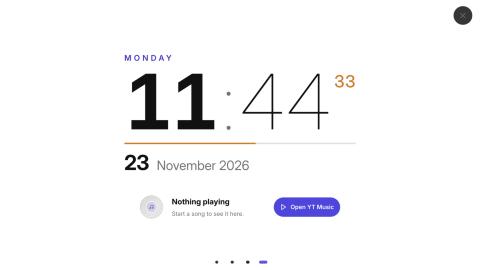 MONDAY
11:44 33
23 November 2026
Nothing playing
Start a song to see it here.
Open YT Music